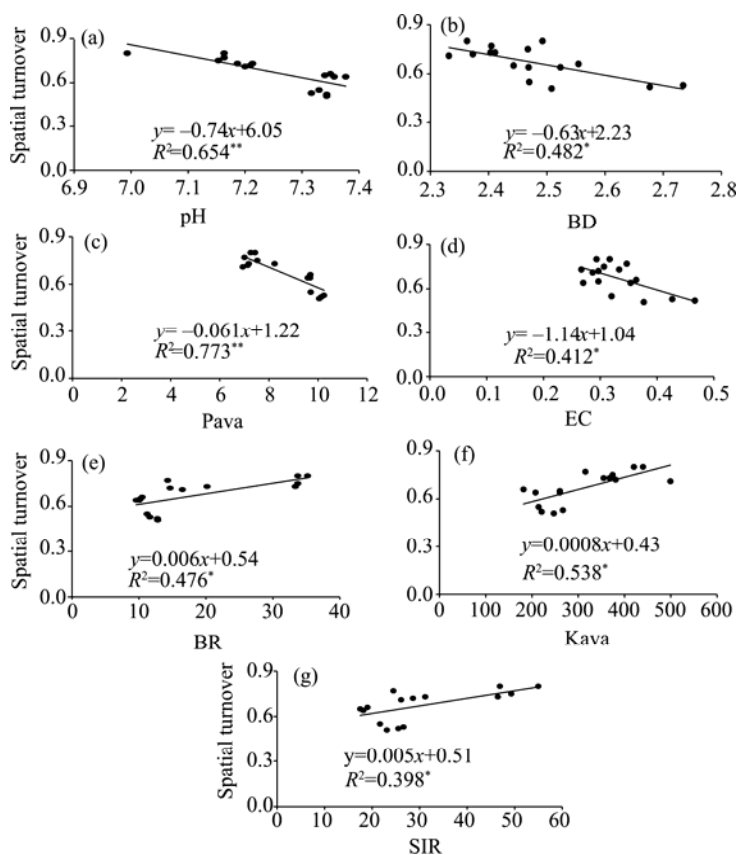 (a)
Spatial turnover
0.9
0.6
0.3
0.0
y= −0.74x+6.05
R²=0.654**
6.9 7.0 7.1 7.2 7.3 7.4
pH
(b)
0.9
0.6
0.3
0.0
y= −0.63x+2.23
R²=0.482*
2.3 2.4 2.5 2.6 2.7 2.8
BD
(c)
Spatial turnover
0.9
0.6
0.3
0.0
y= −0.061x+1.22
R²=0.773**
0 2 4 6 8 10 12
Pava
(d)
0.9
0.6
0.3
0.0
y= −1.14x+1.04
R²=0.412*
0.0 0.1 0.2 0.3 0.4 0.5
EC
(e)
Spatial turnover
0.9
0.6
0.3
0.0
y=0.006x+0.54
R²=0.476*
0 10 20 30 40
BR
(f)
0.9
0.6
0.3
0.0
y=0.0008x+0.43
R²=0.538*
0 100 200 300 400 500 600
Kava
(g)
Spatial turnover
0.9
0.6
0.3
0.0
y=0.005x+0.51
R²=0.398*
0 10 20 30 40 50 60
SIR